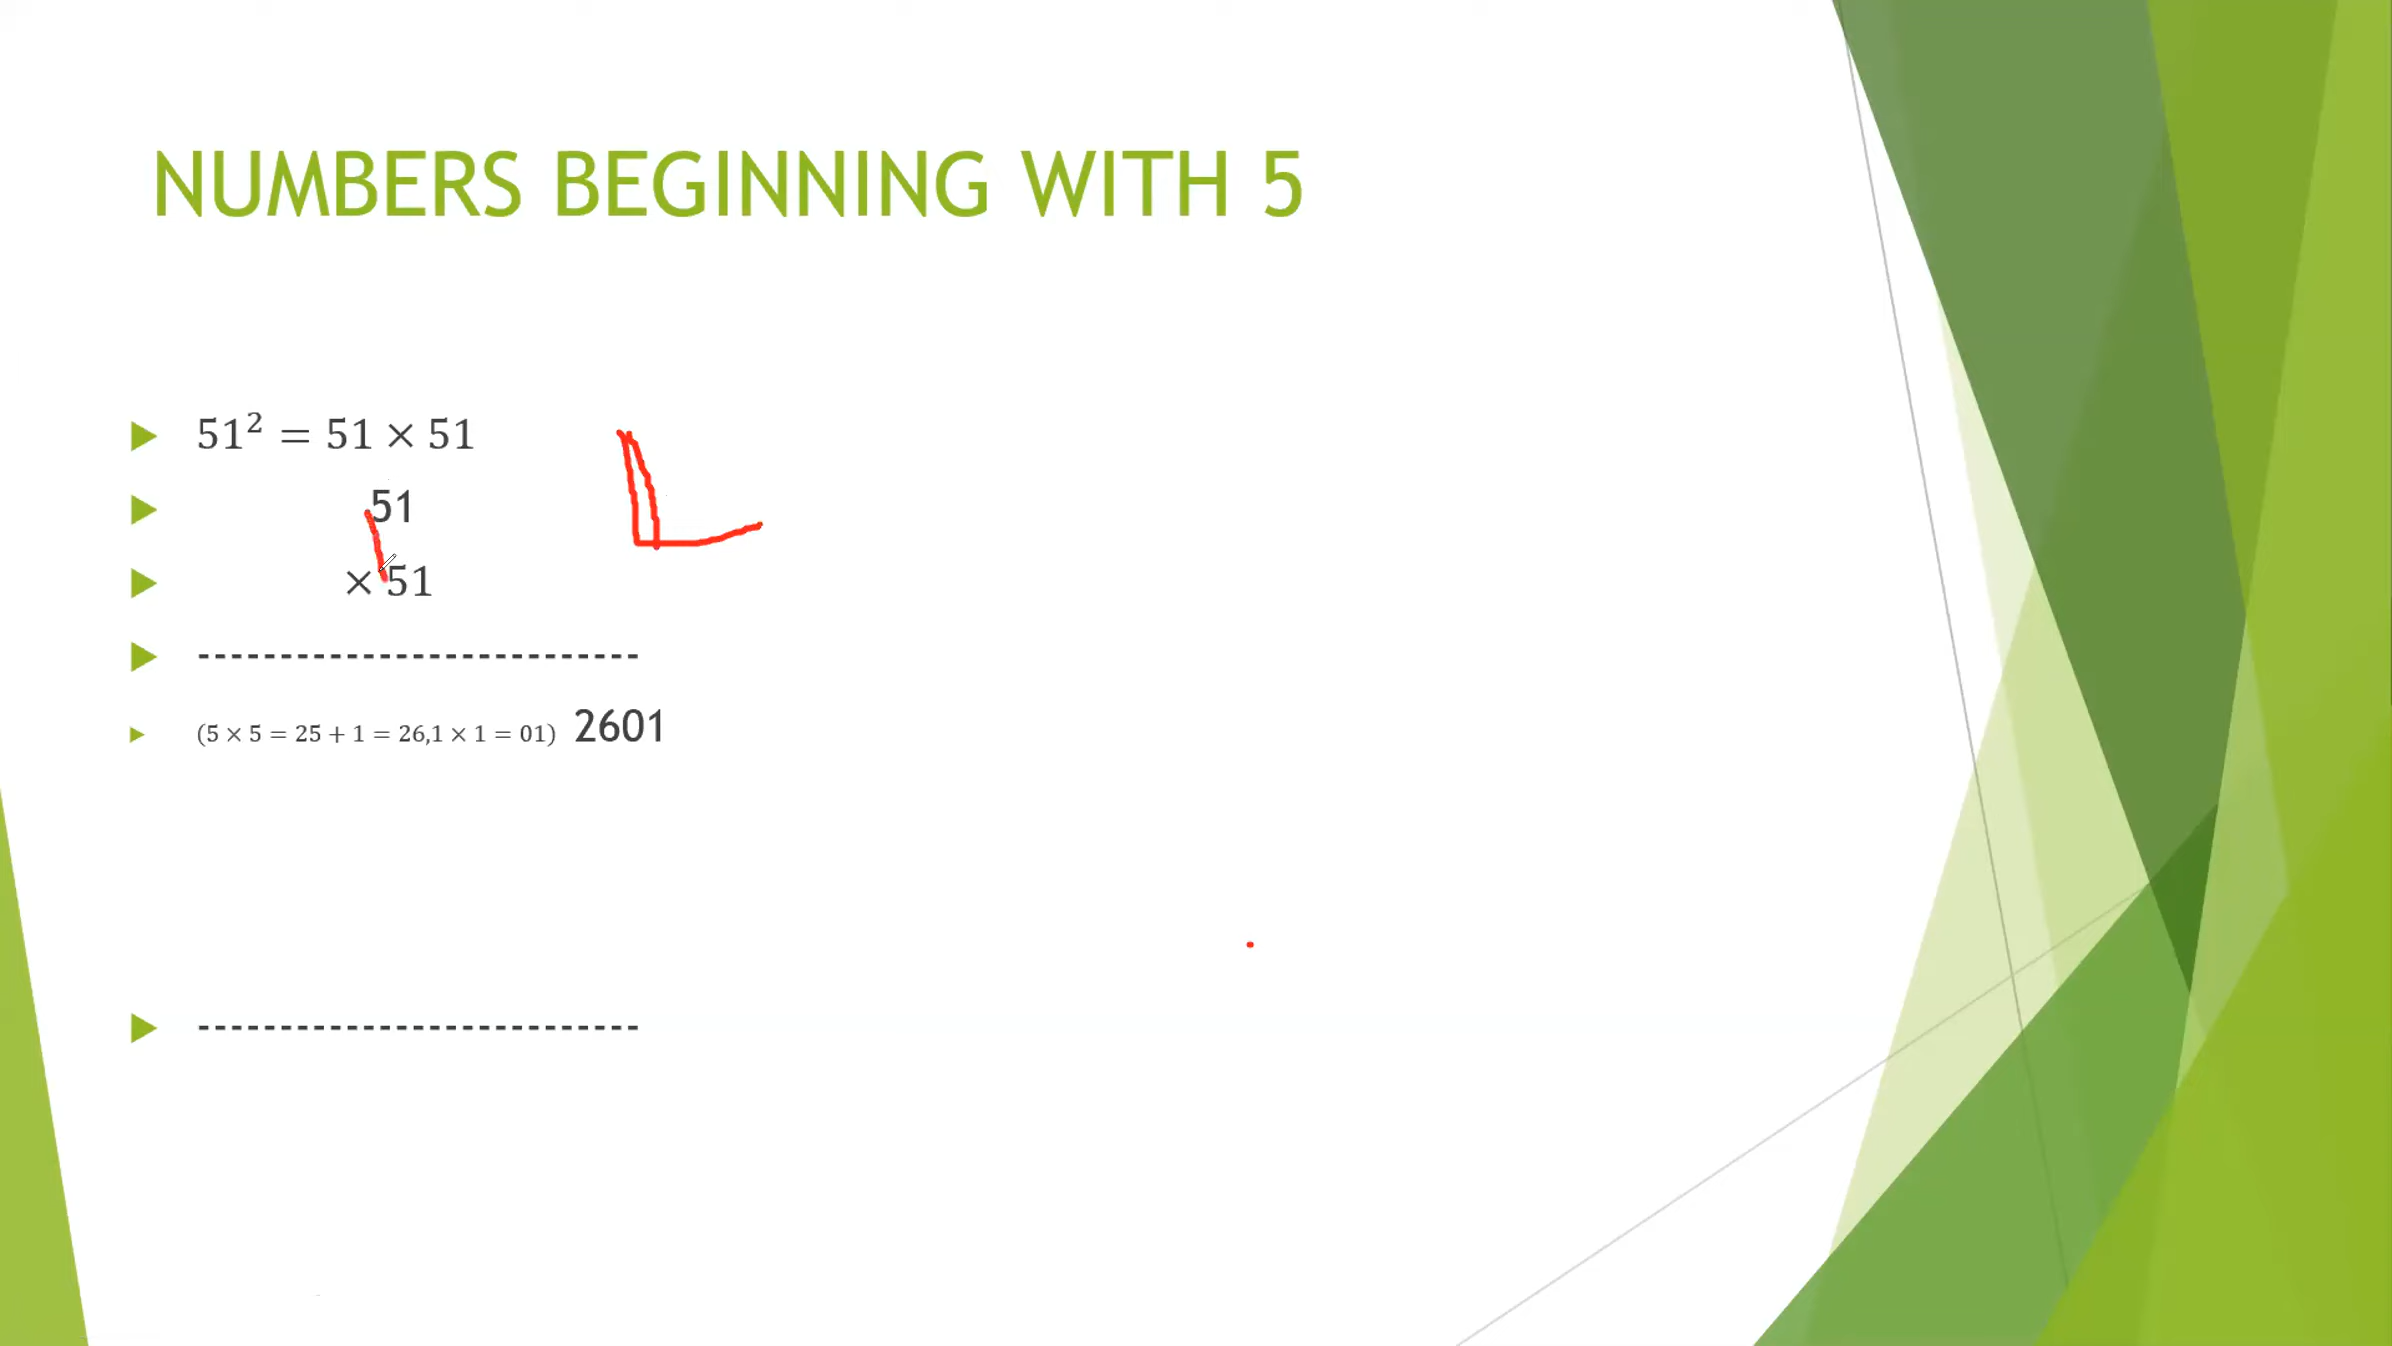 NUMBERS BEGINNING WITH 5
51² = 51 × 51
51
× 51
---------------------------
(5 × 5 = 25 + 1 = 26,1 × 1 = 01) 2601
---------------------------